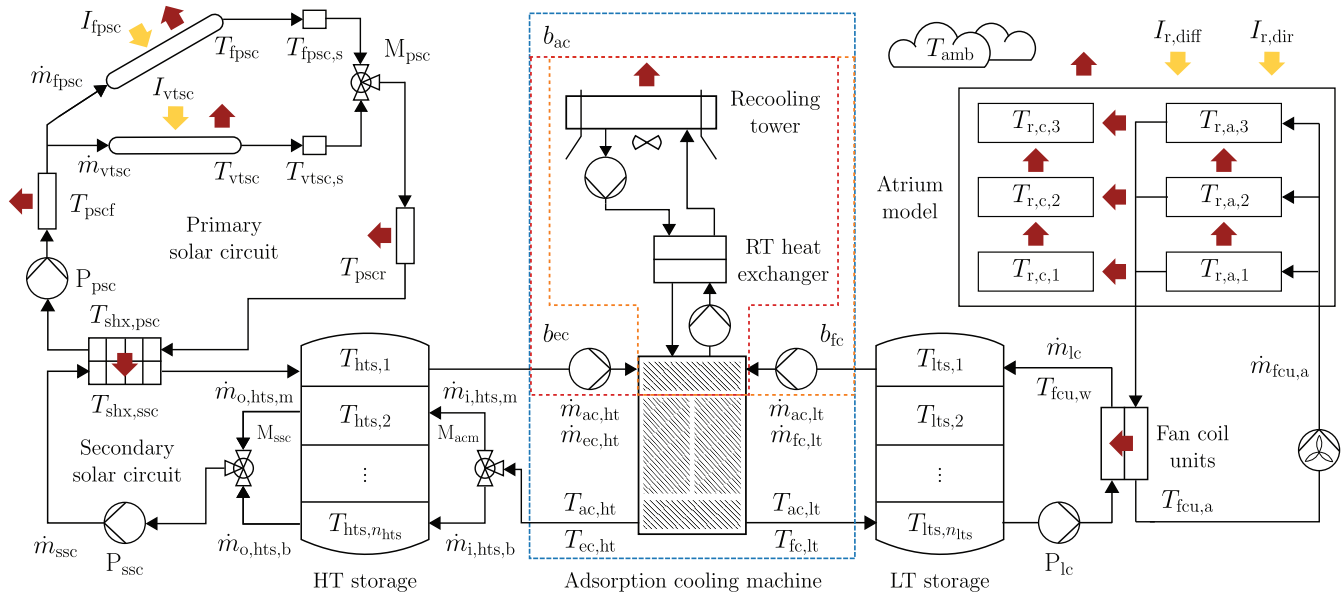 I_fpsc
T_fpsc
T_fpsc,s
M_psc
ṁ_fpsc
I_vtsc
ṁ_vtsc
T_vtsc
T_vtsc,s
T_pscf
Primary
solar circuit
T_pscr
P_psc
T_shx,psc
T_shx,ssc
Secondary
solar circuit
ṁ_ssc
P_ssc
ṁ_o,hts,m
M_ssc
ṁ_o,hts,b
T_hts,1
T_hts,2
⋮
T_hts,n_hts
HT storage
ṁ_i,hts,m
M_acm
ṁ_i,hts,b
b_ac
Recooling
tower
RT heat
exchanger
b_ec
b_fc
ṁ_ac,ht
ṁ_ec,ht
ṁ_ac,lt
ṁ_fc,lt
T_ac,ht
T_ec,ht
T_ac,lt
T_fc,lt
Adsorption cooling machine
T_lts,1
T_lts,2
⋮
T_lts,n_lts
LT storage
T_amb
I_r,diff
I_r,dir
Atrium
model
T_r,c,3
T_r,a,3
T_r,c,2
T_r,a,2
T_r,c,1
T_r,a,1
ṁ_lc
T_fcu,w
ṁ_fcu,a
Fan coil
units
T_fcu,a
P_lc